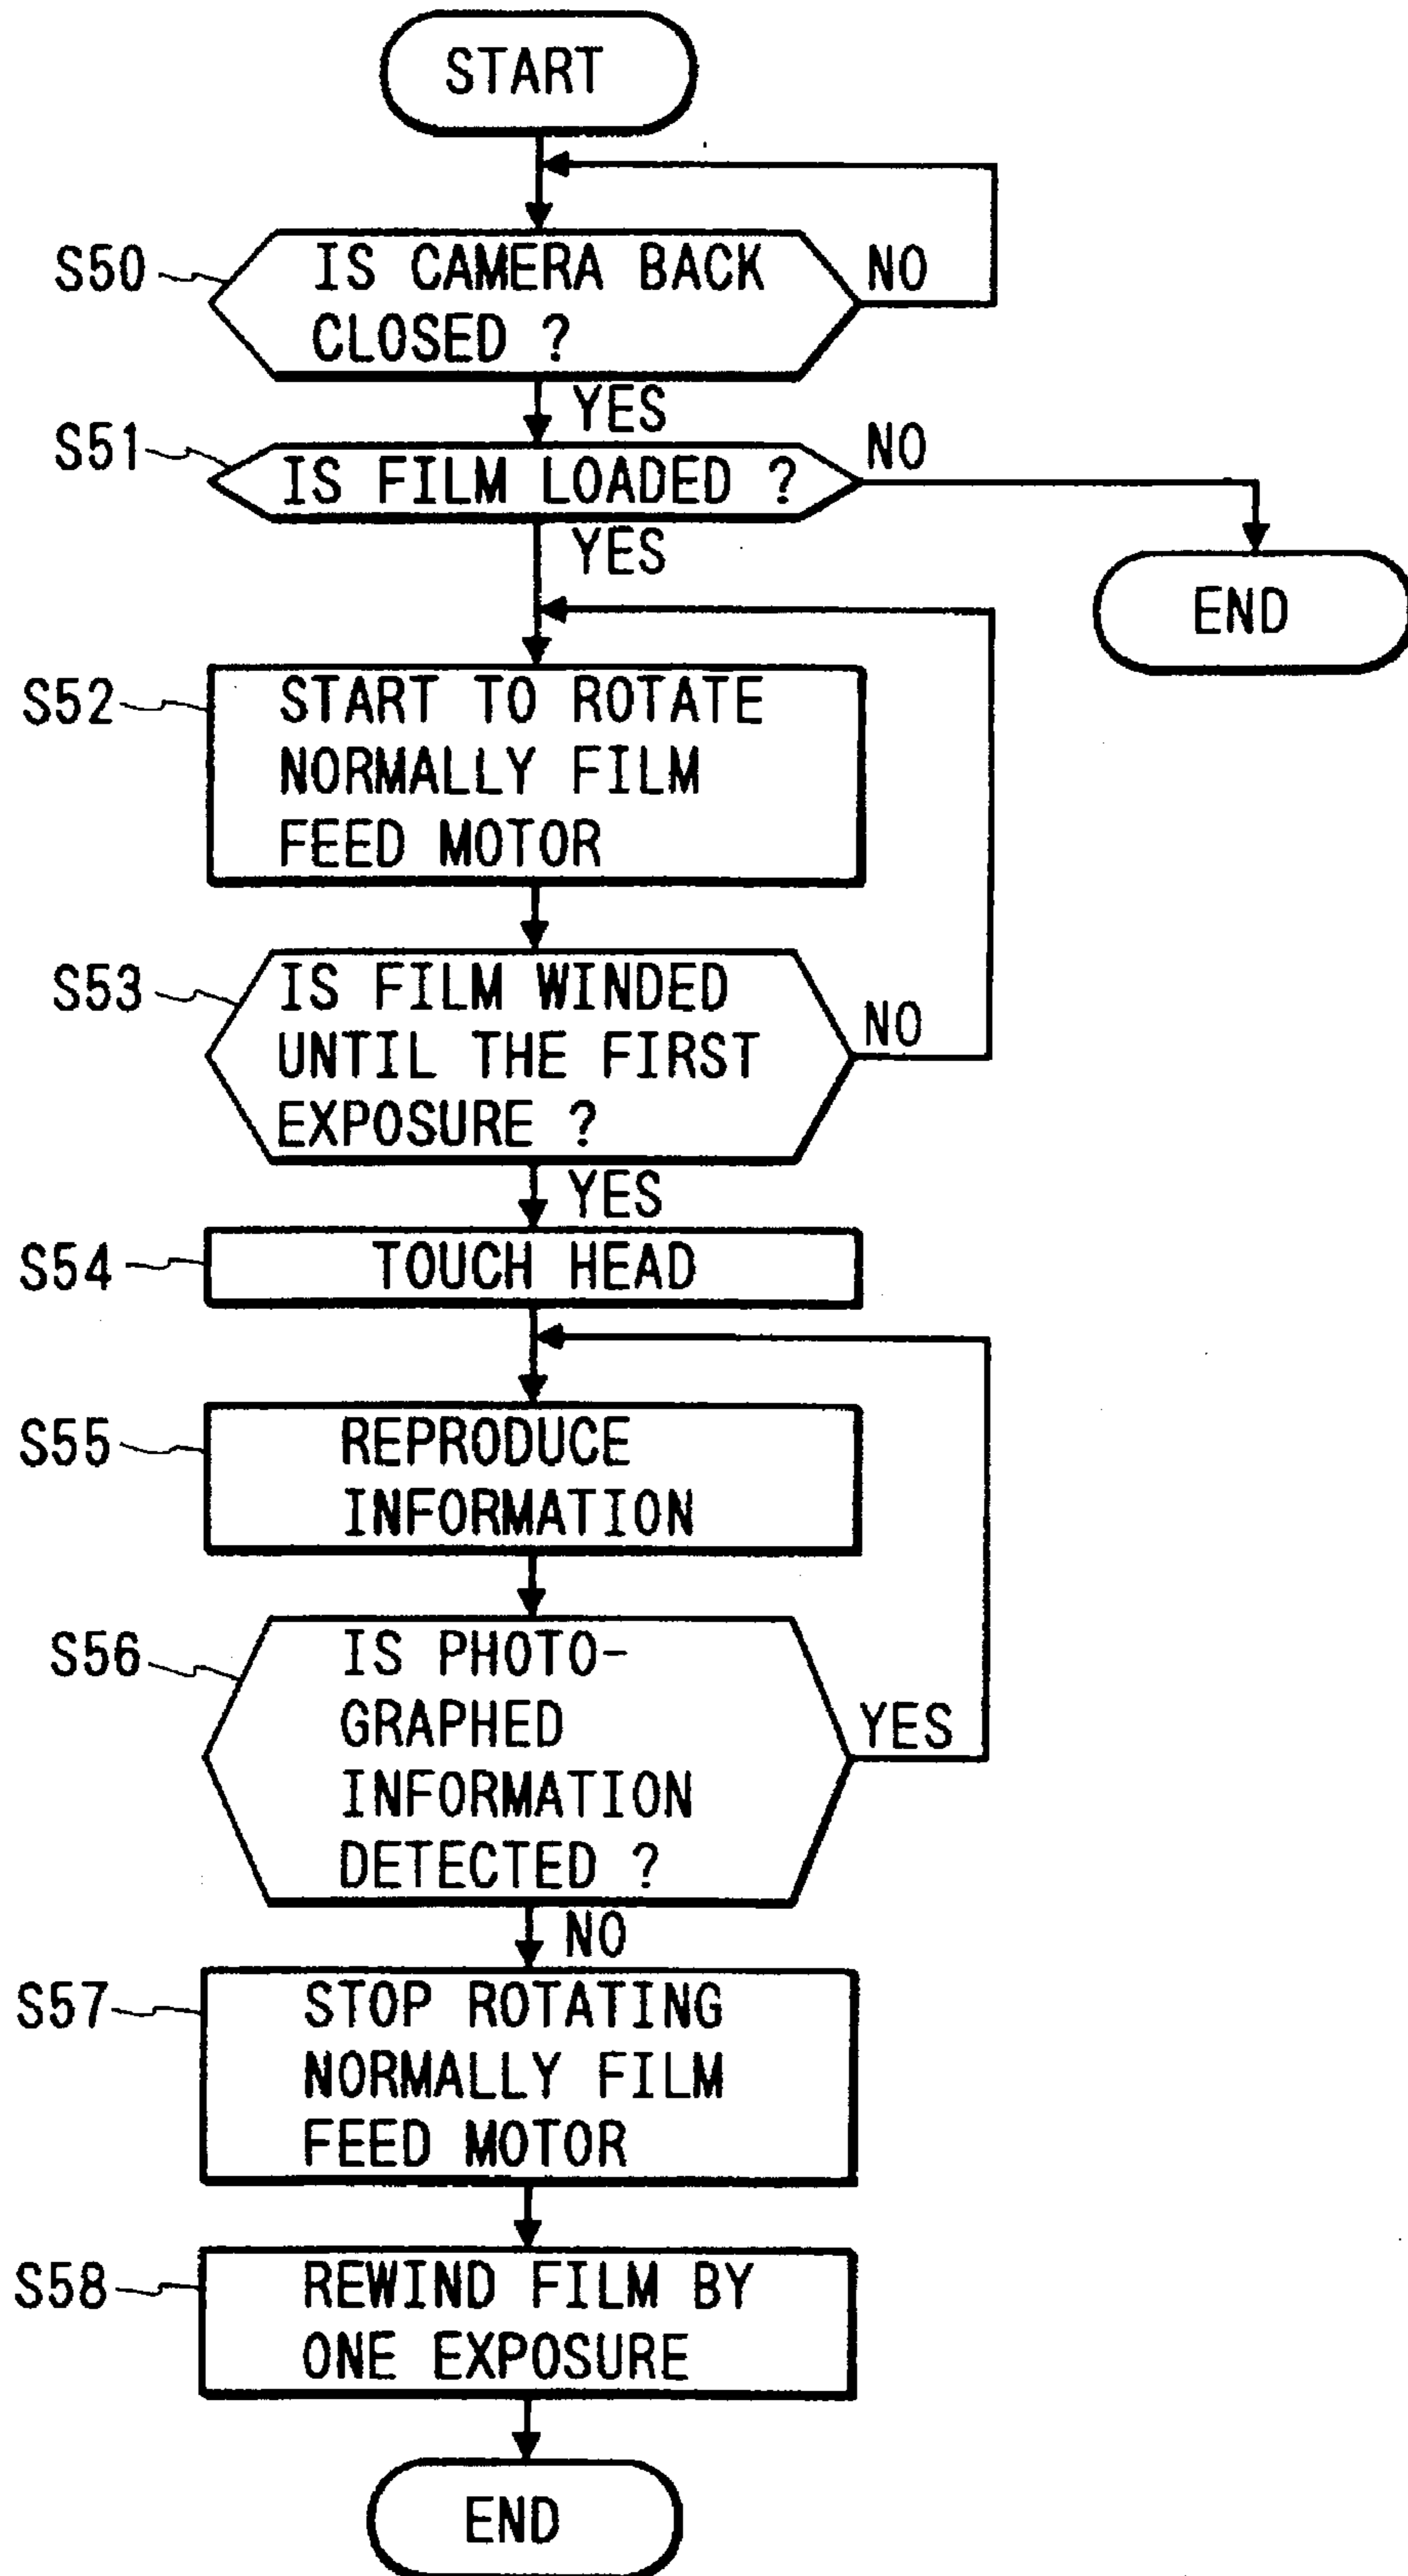 START
S50
IS CAMERA BACK
CLOSED ?
NO
YES
S51
IS FILM LOADED ?
NO
YES
END
S52
START TO ROTATE
NORMALLY FILM
FEED MOTOR
S53
IS FILM WINDED
UNTIL THE FIRST
EXPOSURE ?
NO
YES
S54
TOUCH HEAD
S55
REPRODUCE
INFORMATION
S56
IS PHOTO-
GRAPHED
INFORMATION
DETECTED ?
YES
NO
S57
STOP ROTATING
NORMALLY FILM
FEED MOTOR
S58
REWIND FILM BY
ONE EXPOSURE
END